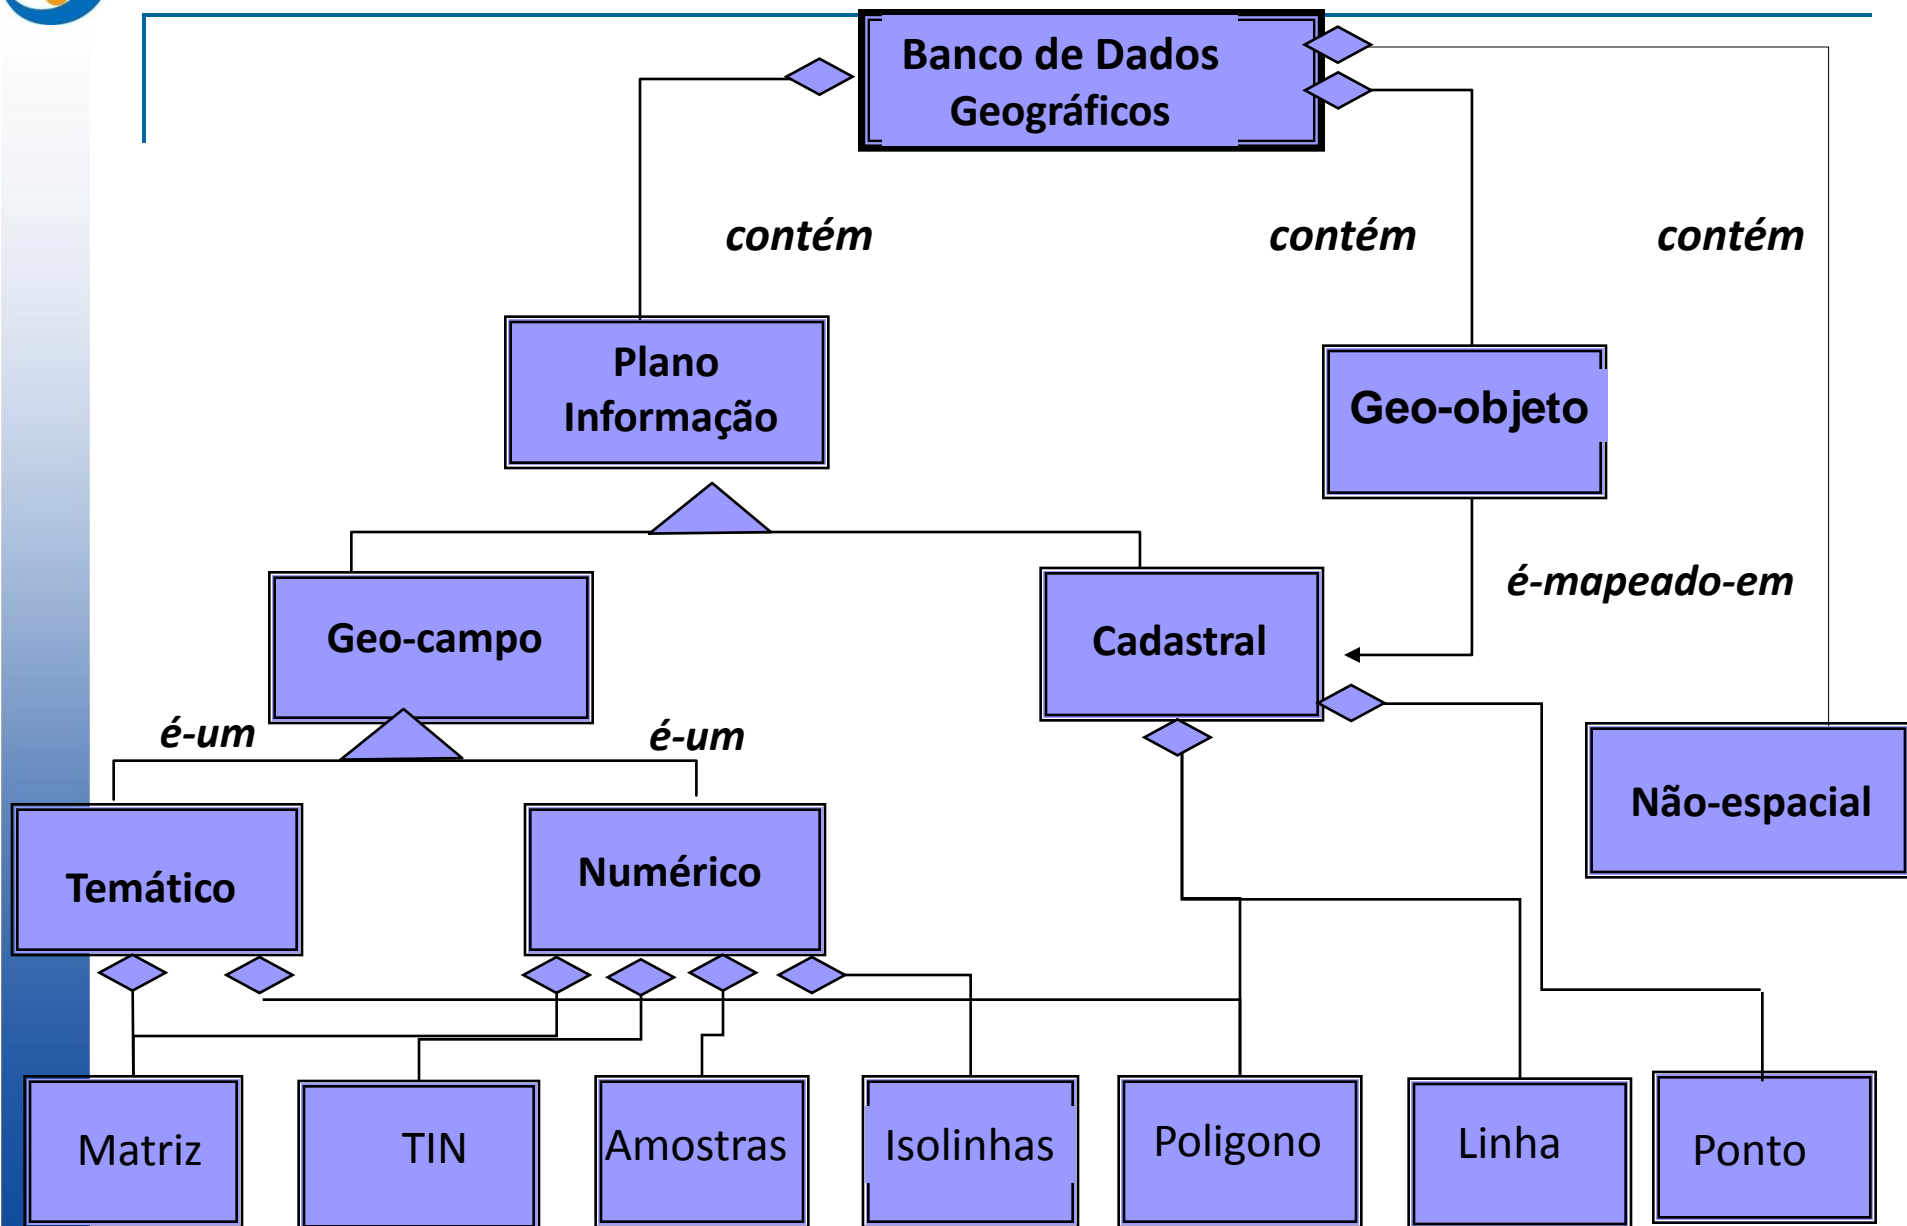 Banco de Dados
Geográficos
contém
contém
contém
Plano
Informação
Geo-objeto
é-mapeado-em
Geo-campo
Cadastral
é-um
é-um
Não-espacial
Temático
Numérico
Matriz
TIN
Amostras
Isolinhas
Poligono
Linha
Ponto